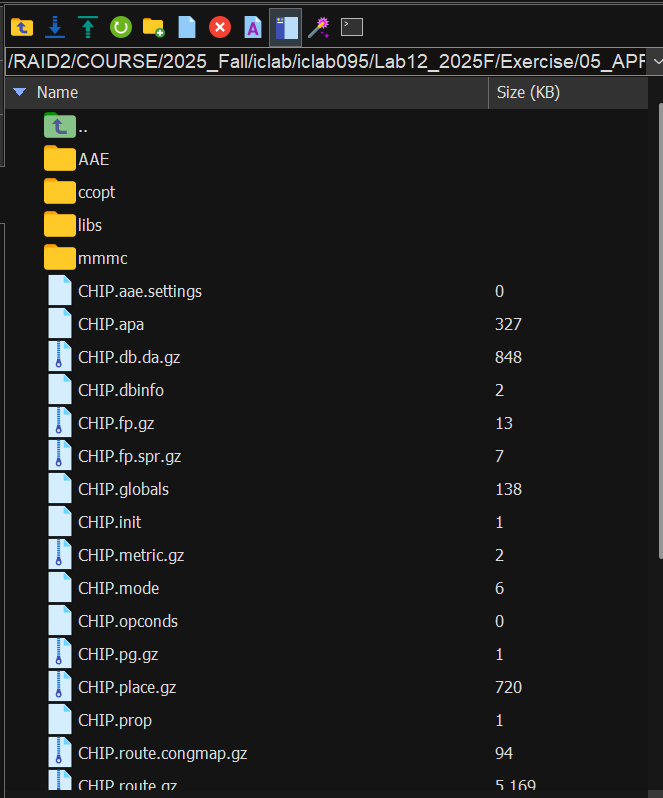 /RAID2/COURSE/2025_Fall/iclab/iclab095/Lab12_2025F/Exercise/05_APR
Name Size (KB)
..
AAE
ccopt
libs
mmmc
CHIP.aae.settings 0
CHIP.apa 327
CHIP.db.da.gz 848
CHIP.dbinfo 2
CHIP.fp.gz 13
CHIP.fp.spr.gz 7
CHIP.globals 138
CHIP.init 1
CHIP.metric.gz 2
CHIP.mode 6
CHIP.opconds 0
CHIP.pg.gz 1
CHIP.place.gz 720
CHIP.prop 1
CHIP.route.congmap.gz 94
CHIP.route.gz 5 169